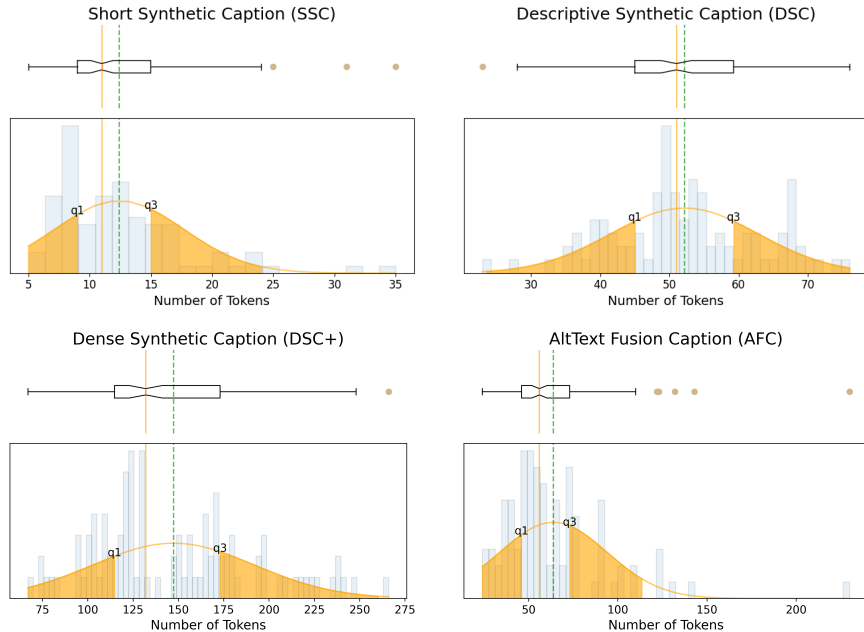 Short Synthetic Caption (SSC)
q1
q3
5 10 15 20 25 30 35
Number of Tokens
Descriptive Synthetic Caption (DSC)
q1
q3
30 40 50 60 70
Number of Tokens
Dense Synthetic Caption (DSC+)
q1
q3
75 100 125 150 175 200 225 250 275
Number of Tokens
AltText Fusion Caption (AFC)
q1
q3
50 100 150 200
Number of Tokens